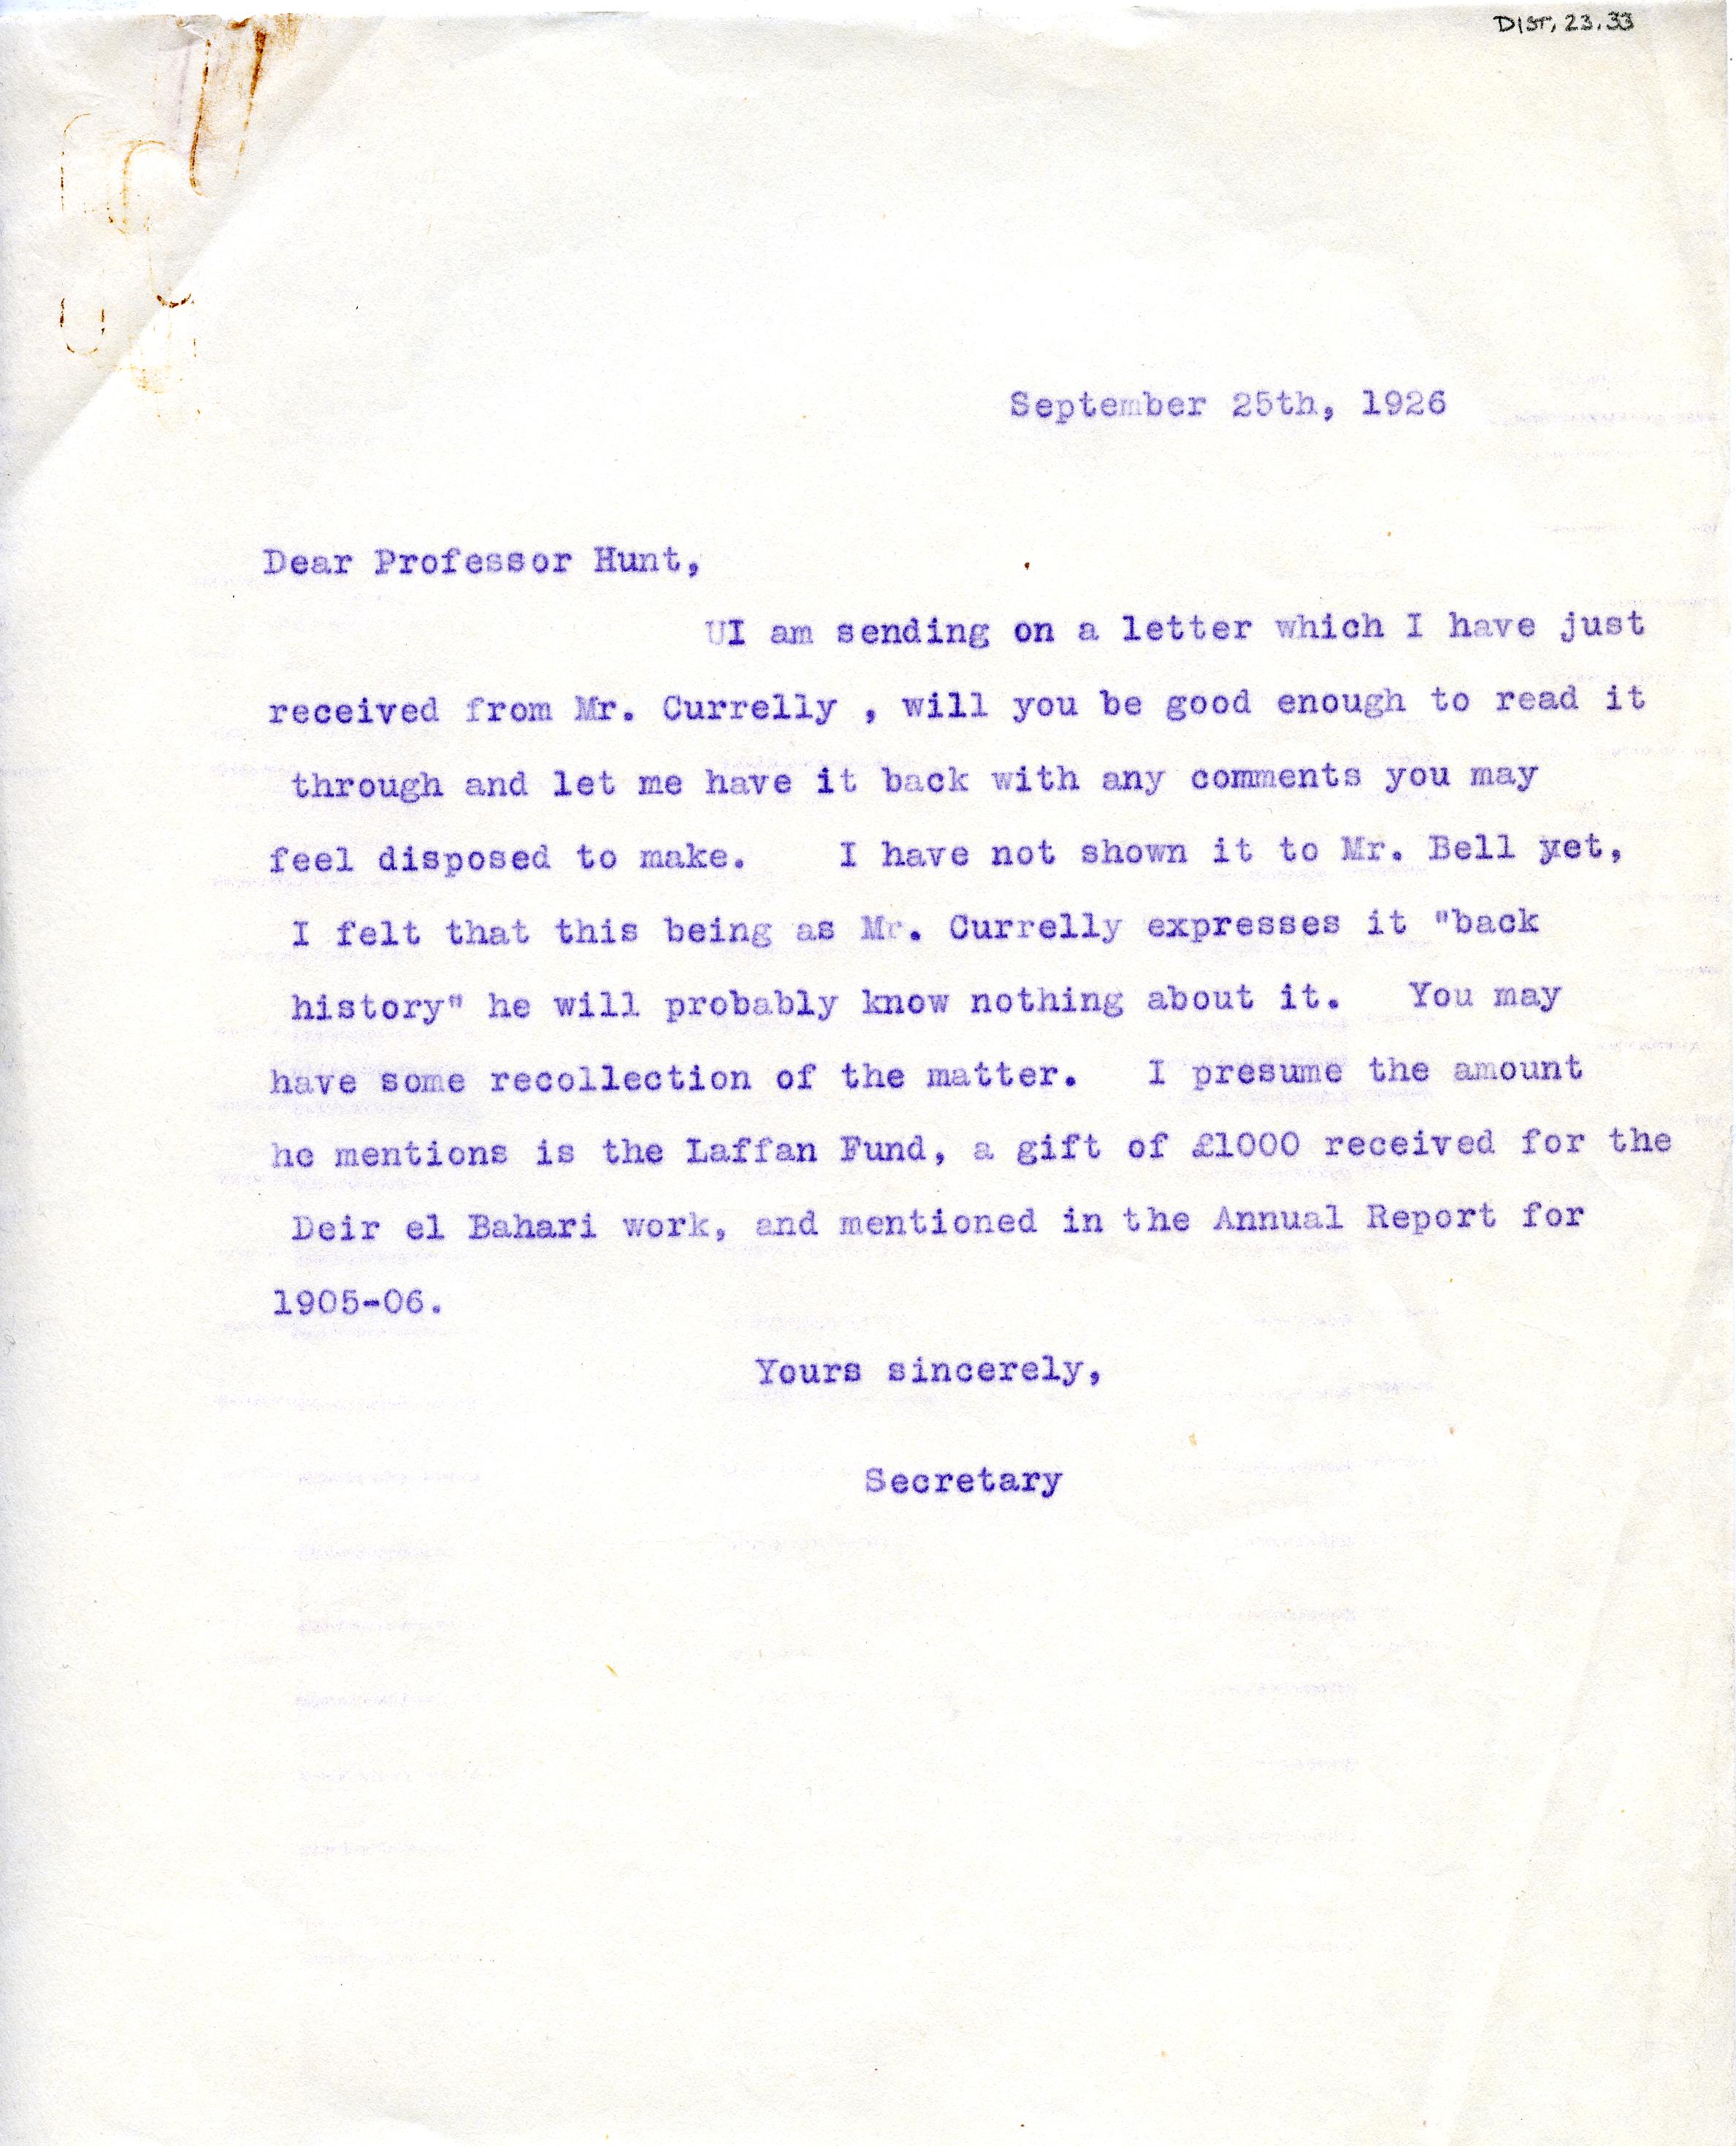 DIST, 23.33
September 25th, 1926
Dear Professor Hunt,
UI am sending on a letter which I have just
received from Mr. Currelly , will you be good enough to read it
through and let me have it back with any comments you may
feel disposed to make. I have not shown it to Mr. Bell yet,
I felt that this being as Mr. Currelly expresses it "back
history" he will probably know nothing about it. You may
have some recollection of the matter. I presume the amount
he mentions is the Laffan Fund, a gift of £1000 received for the
Deir el Bahari work, and mentioned in the Annual Report for
1905-06.
Yours sincerely,
Secretary